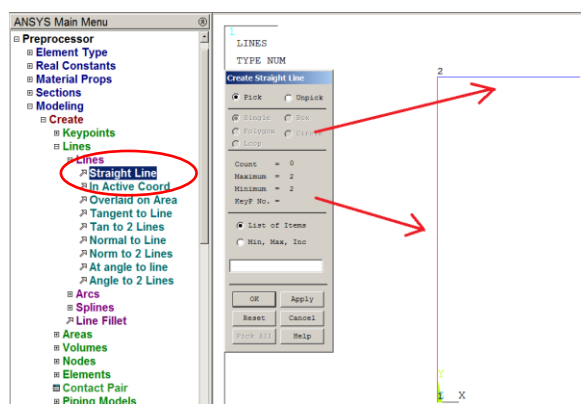 ANSYS Main Menu
Preprocessor
Element Type
Real Constants
Material Props
Sections
Modeling
Create
Keypoints
Lines
Lines
Straight Line
In Active Coord
Overlaid on Area
Tangent to Line
Tan to 2 Lines
Normal to Line
Norm to 2 Lines
At angle to line
Angle to 2 Lines
Arcs
Splines
Line Fillet
Areas
Volumes
Nodes
Elements
Contact Pair
Piping Models
1
LINES
TYPE NUM
Create Straight Line
Pick Unpick
Single Box
Polygon Circle
Loop
Count = 0
Maximum = 2
Minimum = 2
KeyP No. =
List of Items
Min, Max, Inc
OK Apply
Reset Cancel
Pick All Help
2
Y
1 X